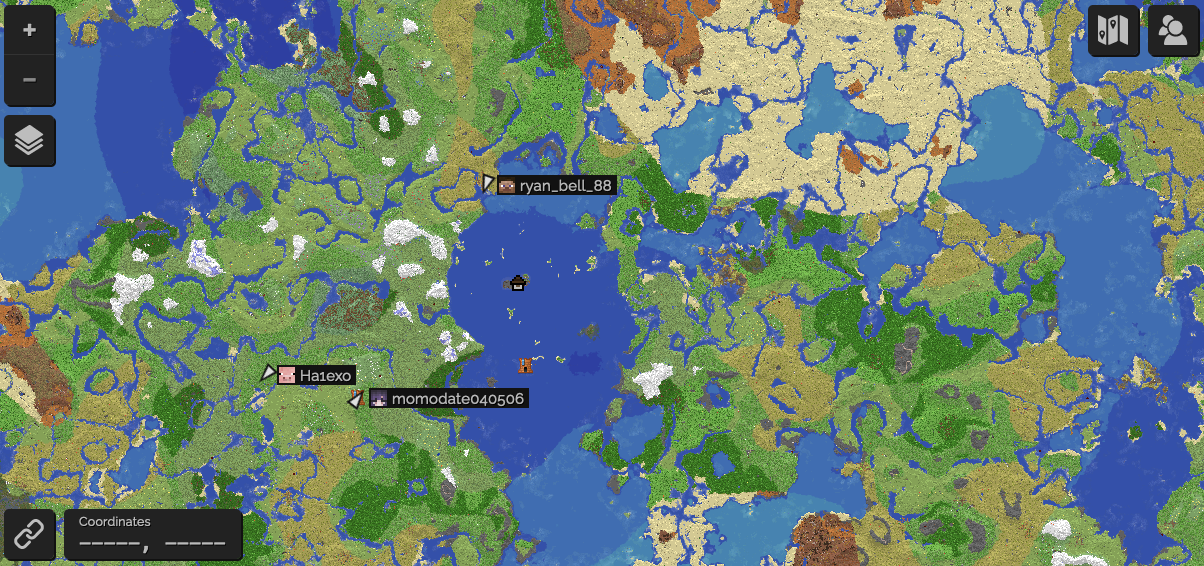 +
−
ryan_bell_88
Ha1exo
momodate040506
Coordinates
-----, -----